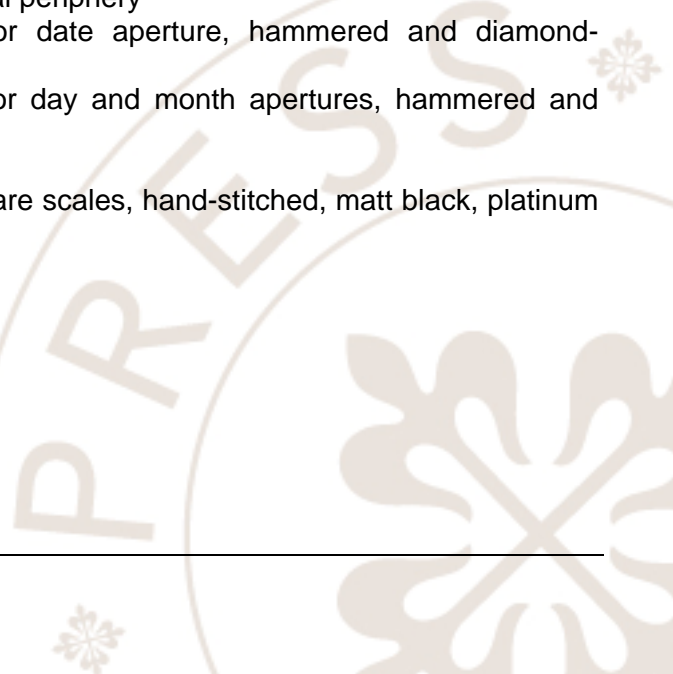 al periphery
or date aperture, hammered and diamond-
or day and month apertures, hammered and
are scales, hand-stitched, matt black, platinum
PRESS